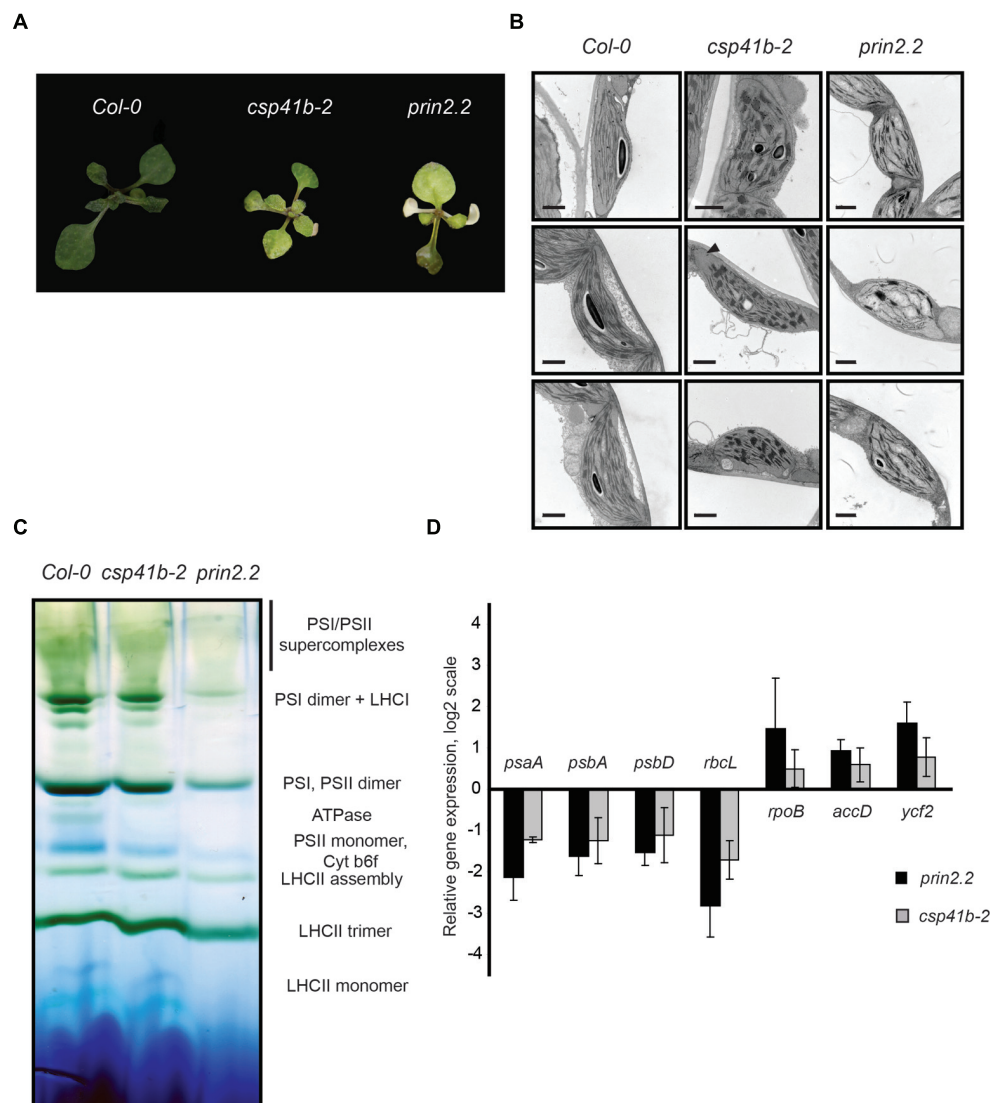 A
Col-0 csp41b-2 prin2.2
B
Col-0 csp41b-2 prin2.2
C
Col-0 csp41b-2 prin2.2
PSI/PSII
supercomplexes
PSI dimer + LHCI
PSI, PSII dimer
ATPase
PSII monomer,
Cyt b6f
LHCII assembly
LHCII trimer
LHCII monomer
D
Relative gene expression, log2 scale
4
3
2
1
0
-1
-2
-3
-4
psaA psbA psbD rbcL
rpoB accD ycf2
prin2.2
csp41b-2